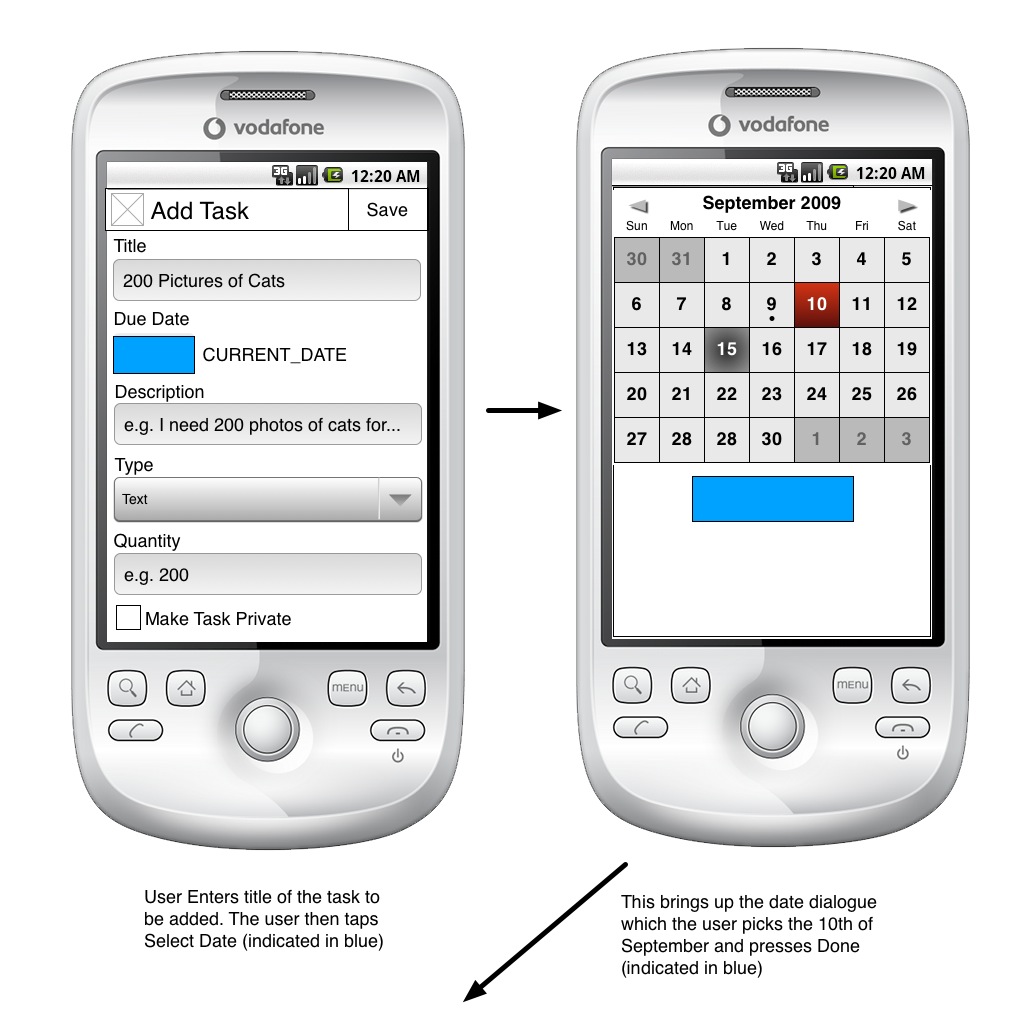 vodafone
3G 12:20 AM
Add Task Save
Title
200 Pictures of Cats
Due Date
CURRENT_DATE
Description
e.g. I need 200 photos of cats for...
Type
Text
Quantity
e.g. 200
Make Task Private
MENU
User Enters title of the task to
be added. The user then taps
Select Date (indicated in blue)
vodafone
3G 12:20 AM
September 2009
Sun Mon Tue Wed Thu Fri Sat
30 31 1 2 3 4 5
6 7 8 9 10 11 12
13 14 15 16 17 18 19
20 21 22 23 24 25 26
27 28 28 30 1 2 3
MENU
This brings up the date dialogue
which the user picks the 10th of
September and presses Done
(indicated in blue)